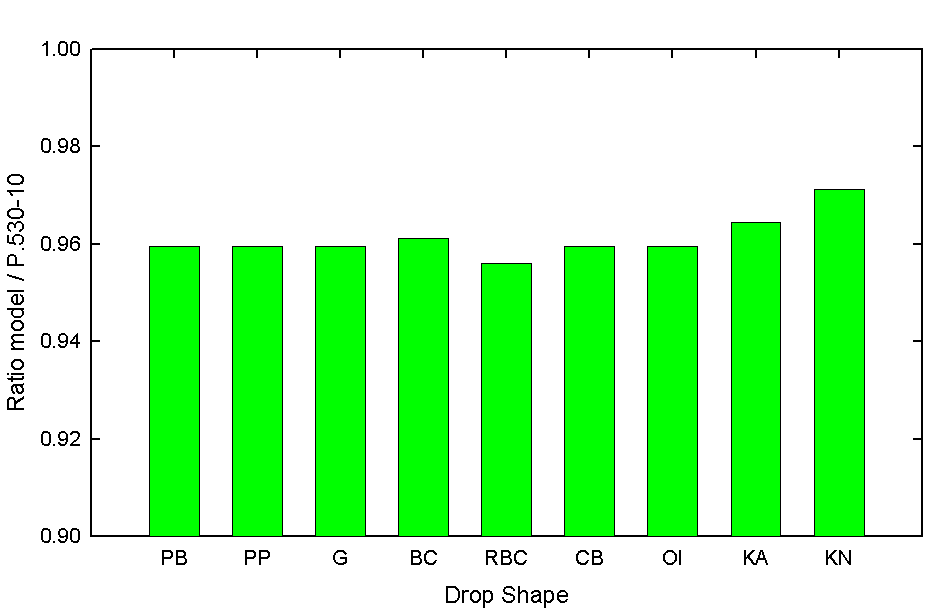 1.00
0.98
0.96
0.94
0.92
0.90
Ratio model / P.530-10
PB PP G BC RBC CB OI KA KN
Drop Shape